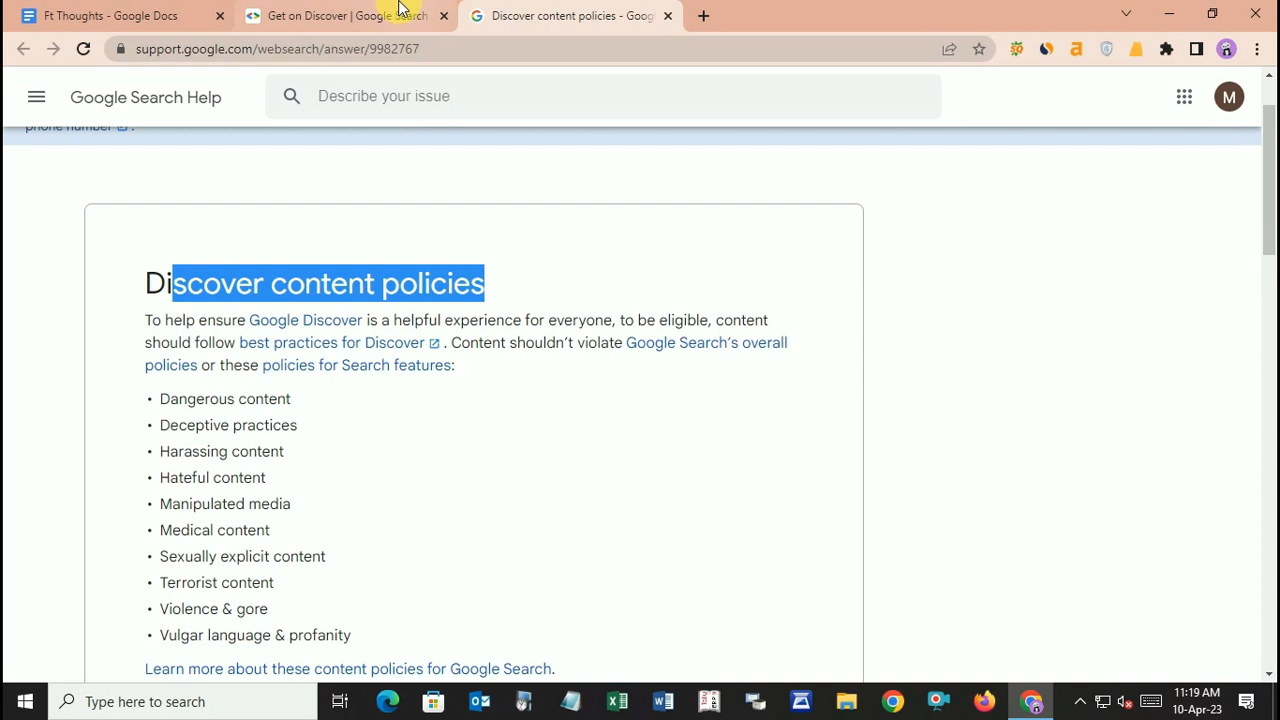 Ft Thoughts - Google Docs
Get on Discover | Google Search
Discover content policies - Goog
support.google.com/websearch/answer/9982767
Google Search Help
Describe your issue
M
phone number .
Discover content policies
To help ensure Google Discover is a helpful experience for everyone, to be eligible, content
should follow best practices for Discover . Content shouldn't violate Google Search's overall
policies or these policies for Search features:
• Dangerous content
• Deceptive practices
• Harassing content
• Hateful content
• Manipulated media
• Medical content
• Sexually explicit content
• Terrorist content
• Violence & gore
• Vulgar language & profanity
Learn more about these content policies for Google Search.
Type here to search
11:19 AM
10-Apr-23